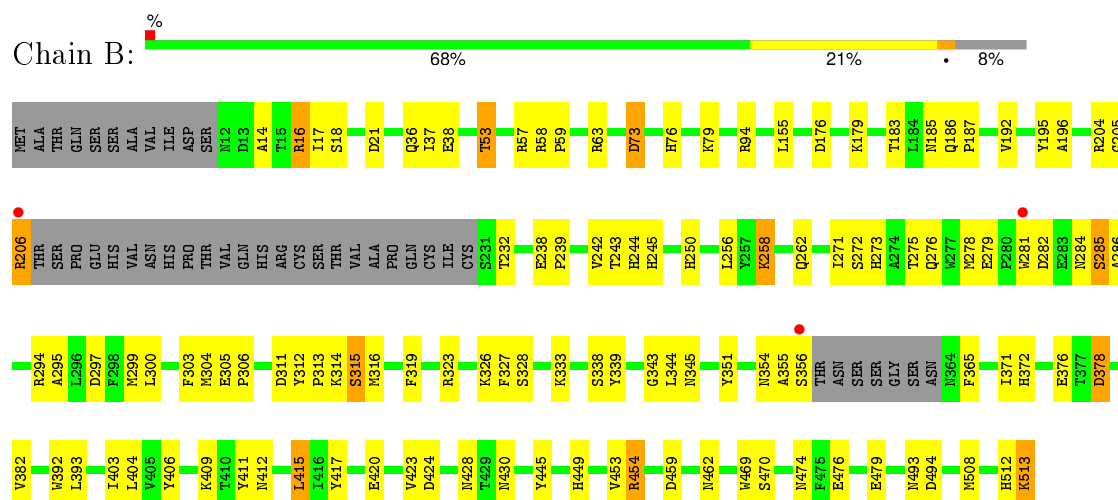 %
Chain B:
68% 21% • 8%
MET ALA THR GLN SER SER ALA VAL ILE ASP SER N12 D13 A14 T15 R16 I17 S18 D21 Q36 I37 E38 T53 R57 R58 P59 R63 D73 H76 K79 R94 L155 D176 K179 T183 L184 N185 Q186 P187 V192 Y195 A196 R204 C205
R206 THR SER PRO GLU HIS VAL ASN HIS PRO THR VAL GLN HIS ARG CYS SER THR VAL ALA PRO GLN CYS ILE CYS S231 T232 E238 P239 V242 T243 H244 H245 H250 L256 Y257 K258 Q262 I271 S272 H273 A274 T275 Q276 W277 M278 E279 P280 W281 D282 E283 N284 S285 A286
R294 A295 L296 D297 F298 M299 L300 F303 M304 E305 P306 D311 Y312 P313 K314 S315 M316 F319 R323 K326 F327 S328 K333 S338 Y339 G343 L344 N345 Y351 N354 A355 S356 THR ASN SER SER GLY SER ASN N364 F365 I371 H372 E376 T377 D378
V382 W392 L393 I403 L404 V405 Y406 K409 T410 Y411 N412 L415 I416 Y417 E420 V423 D424 N428 T429 N430 Y445 H449 V453 R454 D459 N462 W469 S470 N474 F475 E476 E479 N493 D494 M508 H512 K513